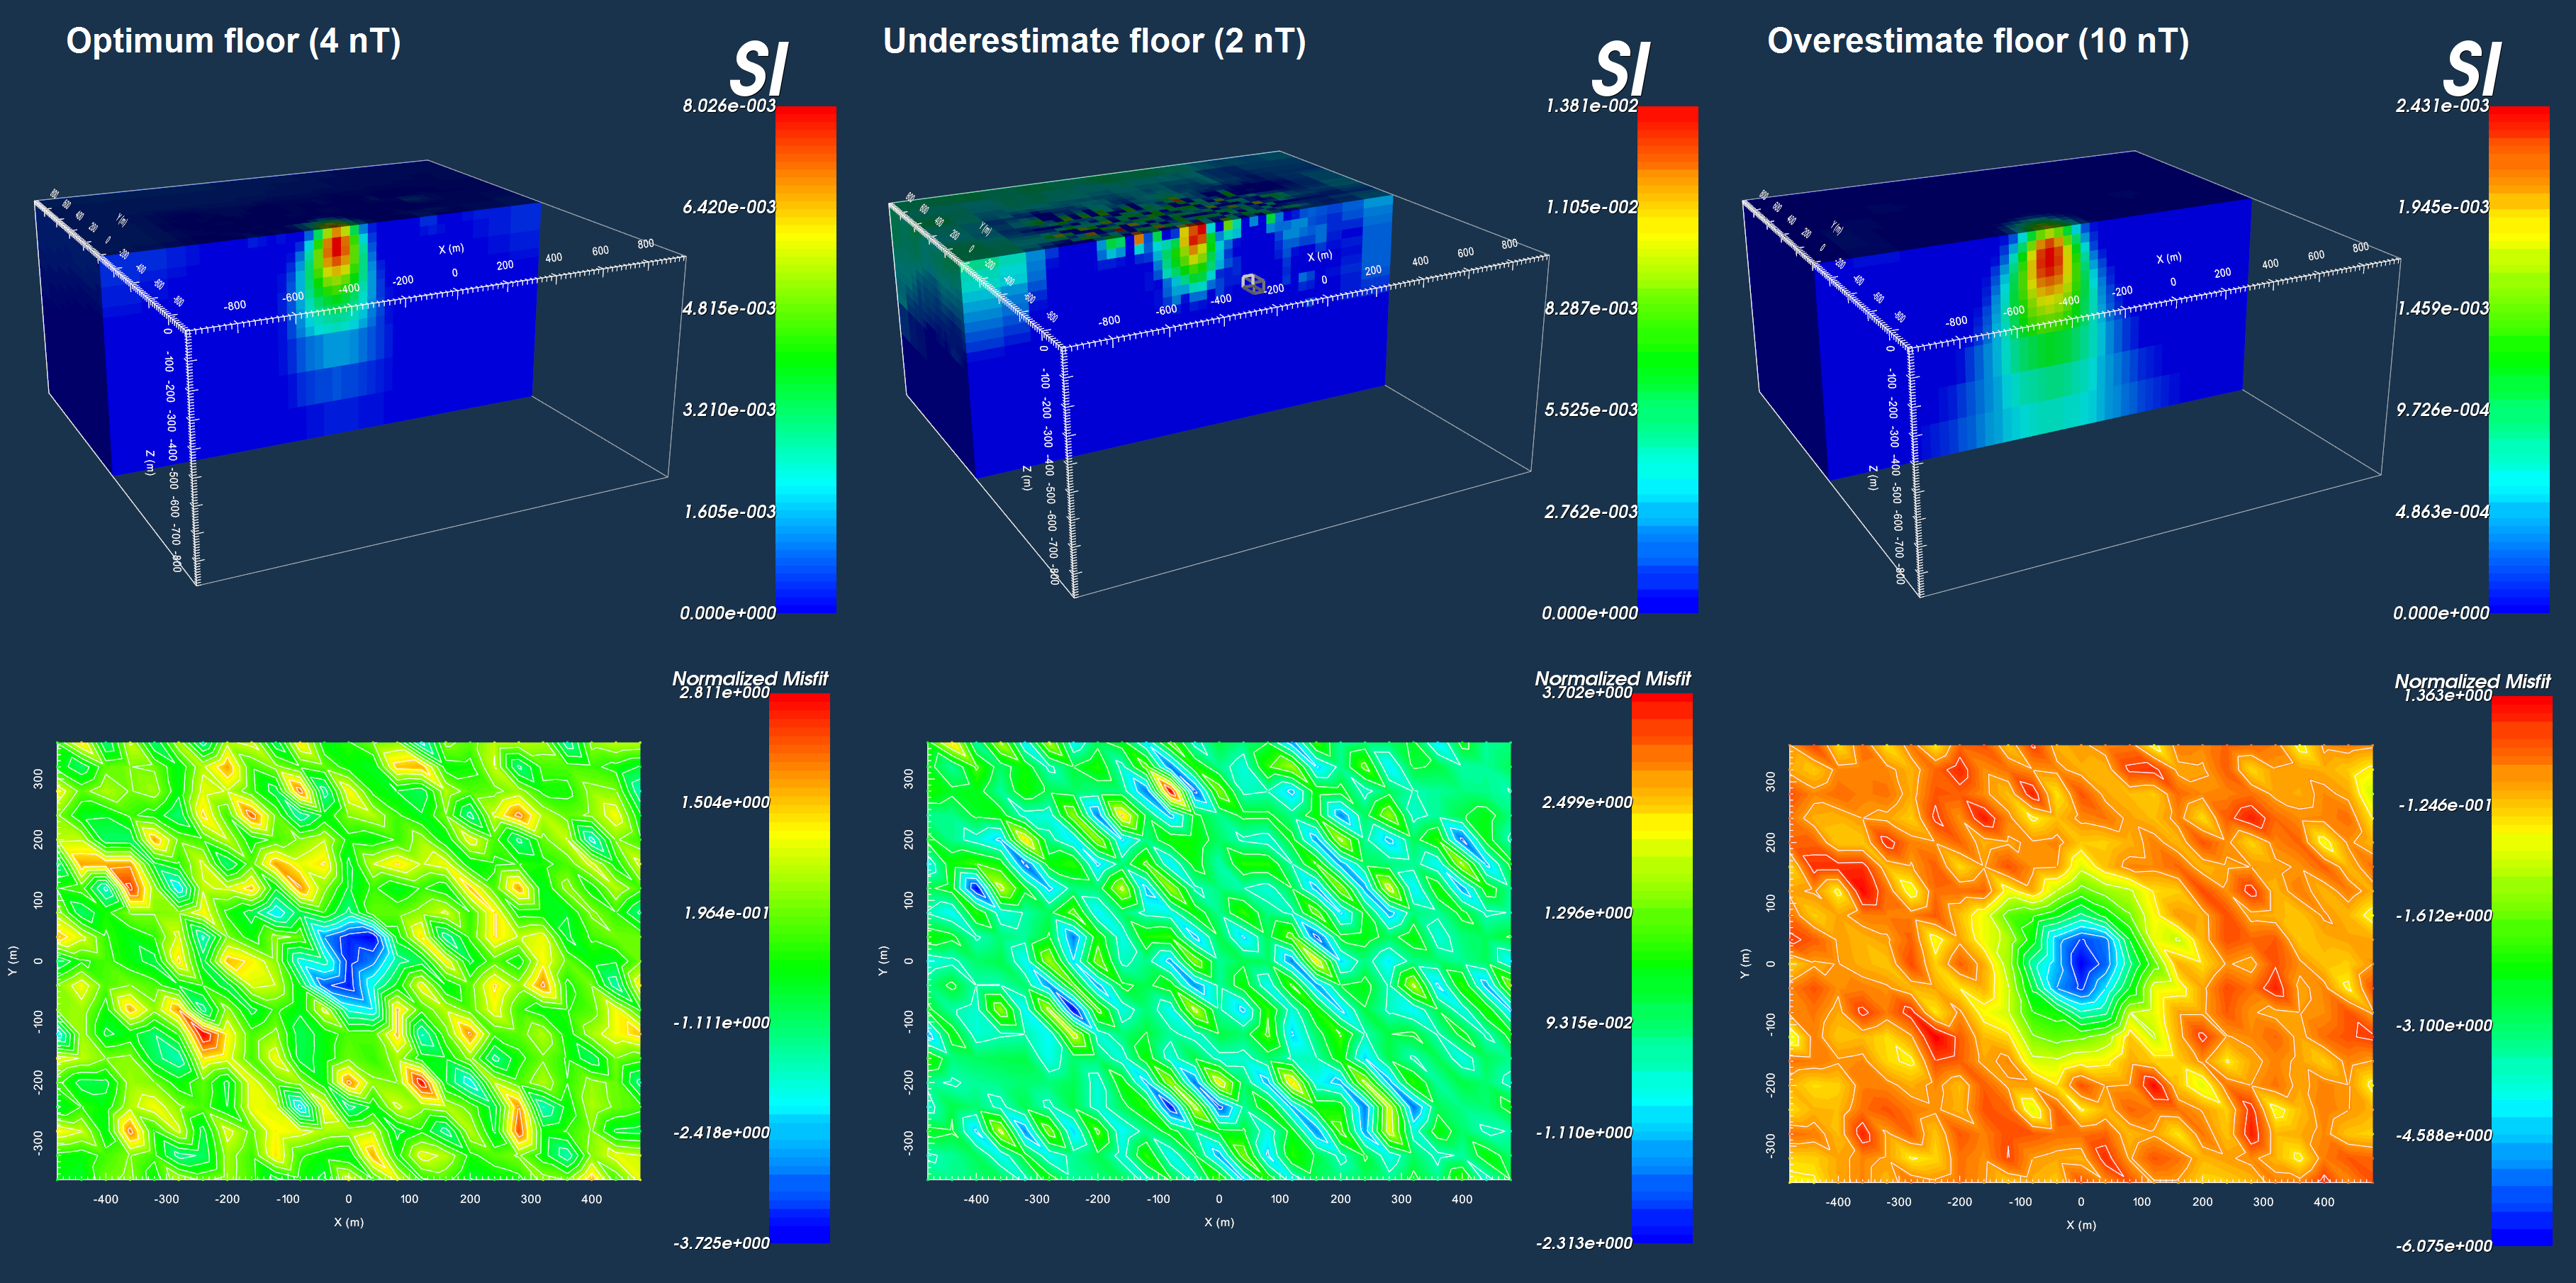 Optimum floor (4 nT)
SI
8.026e-003
6.420e-003
4.815e-003
3.210e-003
1.605e-003
0.000e+000
Y (m)
X (m)
-800
-600
-400
-200
0
200
400
600
800
Z (m)
0
-100
-200
-300
-400
-500
-600
-700
-800
Underestimate floor (2 nT)
SI
1.381e-002
1.105e-002
8.287e-003
5.525e-003
2.762e-003
0.000e+000
Y (m)
X (m)
-800
-600
-400
-200
0
200
400
600
800
Z (m)
0
-100
-200
-300
-400
-500
-600
-700
-800
Overestimate floor (10 nT)
SI
2.431e-003
1.945e-003
1.459e-003
9.726e-004
4.863e-004
0.000e+000
Y (m)
X (m)
-800
-600
-400
-200
0
200
400
600
800
Z (m)
0
-100
-200
-300
-400
-500
-600
-700
-800
Normalized Misfit
2.811e+000
1.504e+000
1.964e-001
-1.111e+000
-2.418e+000
-3.725e+000
Y (m)
300
200
100
0
-100
-200
-300
-400
-300
-200
-100
0
100
200
300
400
X (m)
Normalized Misfit
3.702e+000
2.499e+000
1.296e+000
9.315e-002
-1.110e+000
-2.313e+000
Y (m)
300
200
100
0
-100
-200
-300
-400
-300
-200
-100
0
100
200
300
400
X (m)
Normalized Misfit
1.363e+000
-1.246e-001
-1.612e+000
-3.100e+000
-4.588e+000
-6.075e+000
Y (m)
300
200
100
0
-100
-200
-300
-400
-300
-200
-100
0
100
200
300
400
X (m)